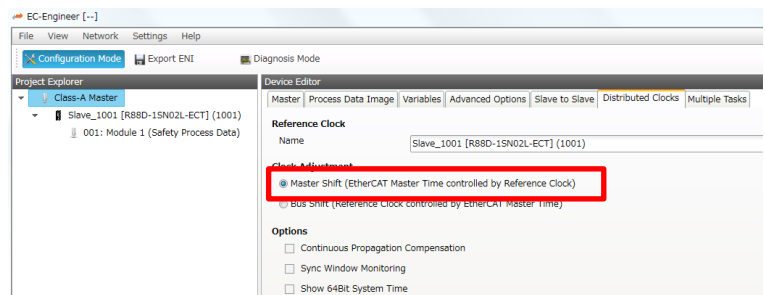 EC-Engineer [--]
File View Network Settings Help
Configuration Mode Export ENI Diagnosis Mode
Project Explorer
Class-A Master
Slave_1001 [R88D-1SN02L-ECT] (1001)
001: Module 1 (Safety Process Data)
Device Editor
Master Process Data Image Variables Advanced Options Slave to Slave Distributed Clocks Multiple Tasks
Reference Clock
Name Slave_1001 [R88D-1SN02L-ECT] (1001)
Clock Adjustment
Master Shift (EtherCAT Master Time controlled by Reference Clock)
Bus Shift (Reference Clock controlled by EtherCAT Master Time)
Options
Continuous Propagation Compensation
Sync Window Monitoring
Show 64Bit System Time